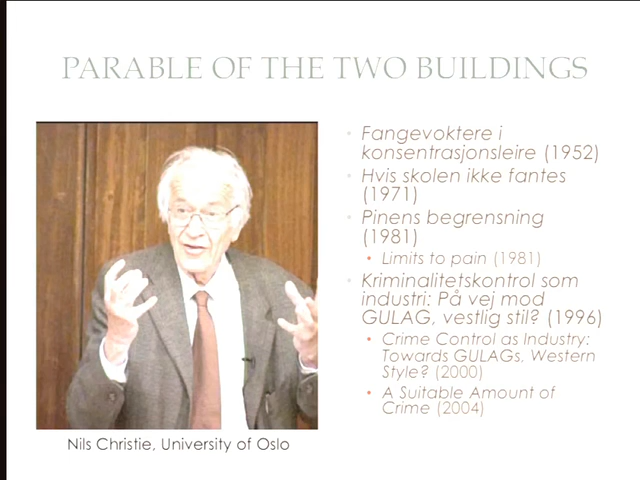 PARABLE OF THE TWO BUILDINGS
Fangevoktere i
konsentrasjonsleire (1952)
Hvis skolen ikke fantes
(1971)
Pinens begrensning
(1981)
Limits to pain (1981)
Kriminalitetskontrol som
industri: På vej mod
GULAG, vestlig stil? (1996)
Crime Control as Industry:
Towards GULAGs. Western
Style? (2000)
A Suitable Amount of
Crime (2004)
Nils Christie, University of Oslo